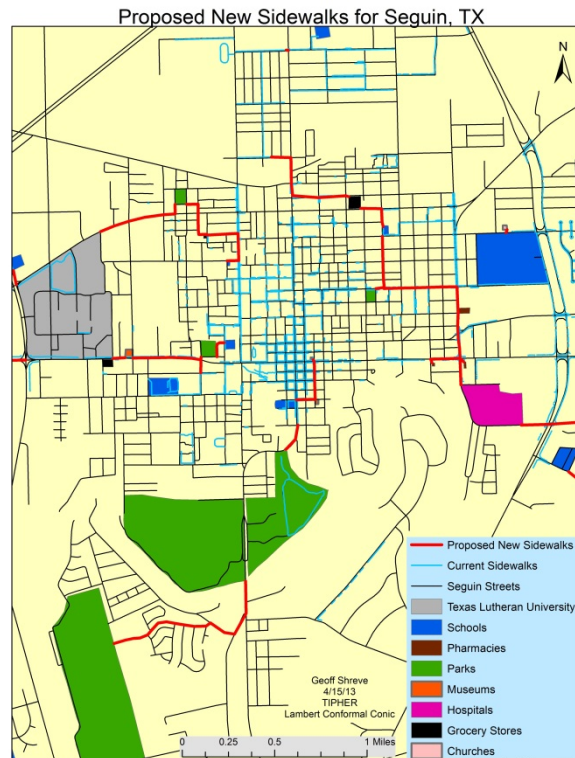 Proposed New Sidewalks for Seguin, TX
N
Proposed New Sidewalks
Current Sidewalks
Seguin Streets
Texas Lutheran University
Schools
Pharmacies
Parks
Museums
Hospitals
Grocery Stores
Churches
Geoff Shreve
4/15/13
TIPHER
Lambert Conformal Conic
0 0.25 0.5 1 Miles